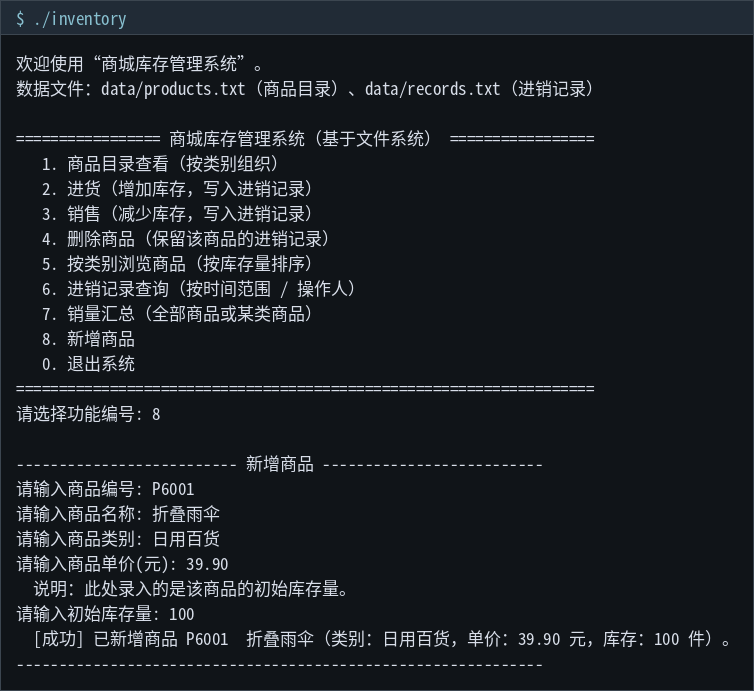 $ ./inventory
欢迎使用“商城库存管理系统”。
数据文件: data/products.txt（商品目录）、data/records.txt（进销记录）
================= 商城库存管理系统（基于文件系统） =================
1. 商品目录查看（按类别组织）
2. 进货（增加库存，写入进销记录）
3. 销售（减少库存，写入进销记录）
4. 删除商品（保留该商品的进销记录）
5. 按类别浏览商品（按库存量排序）
6. 进销记录查询（按时间范围 / 操作人）
7. 销量汇总（全部商品或某类商品）
8. 新增商品
0. 退出系统
====================================================================
请选择功能编号: 8
-------------------------- 新增商品 --------------------------
请输入商品编号: P6001
请输入商品名称: 折叠雨伞
请输入商品类别: 日用百货
请输入商品单价(元): 39.90
说明: 此处录入的是该商品的初始库存量。
请输入初始库存量: 100
[成功] 已新增商品 P6001  折叠雨伞（类别: 日用百货，单价: 39.90 元，库存: 100 件）。
--------------------------------------------------------------